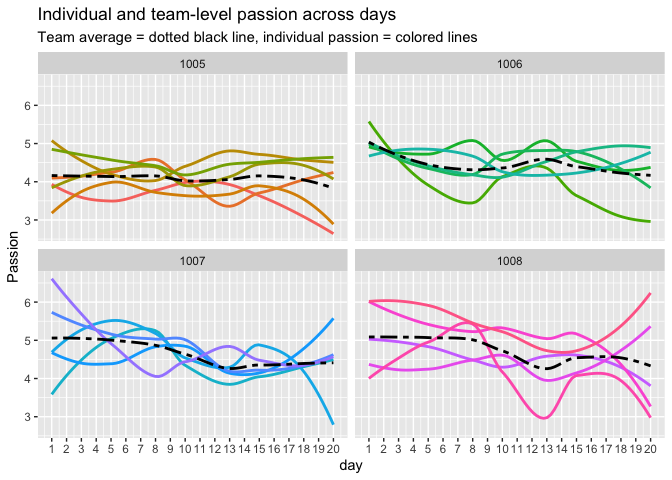 Individual and team-level passion across days
Team average = dotted black line, individual passion = colored lines
1005 1006
6
5
4
3
1007 1008
6
5
4
3
Passion
1 2 3 4 5 6 7 8 9 10 11 12 13 14 15 16 17 18 19 20 1 2 3 4 5 6 7 8 9 10 11 12 13 14 15 16 17 18 19 20
day